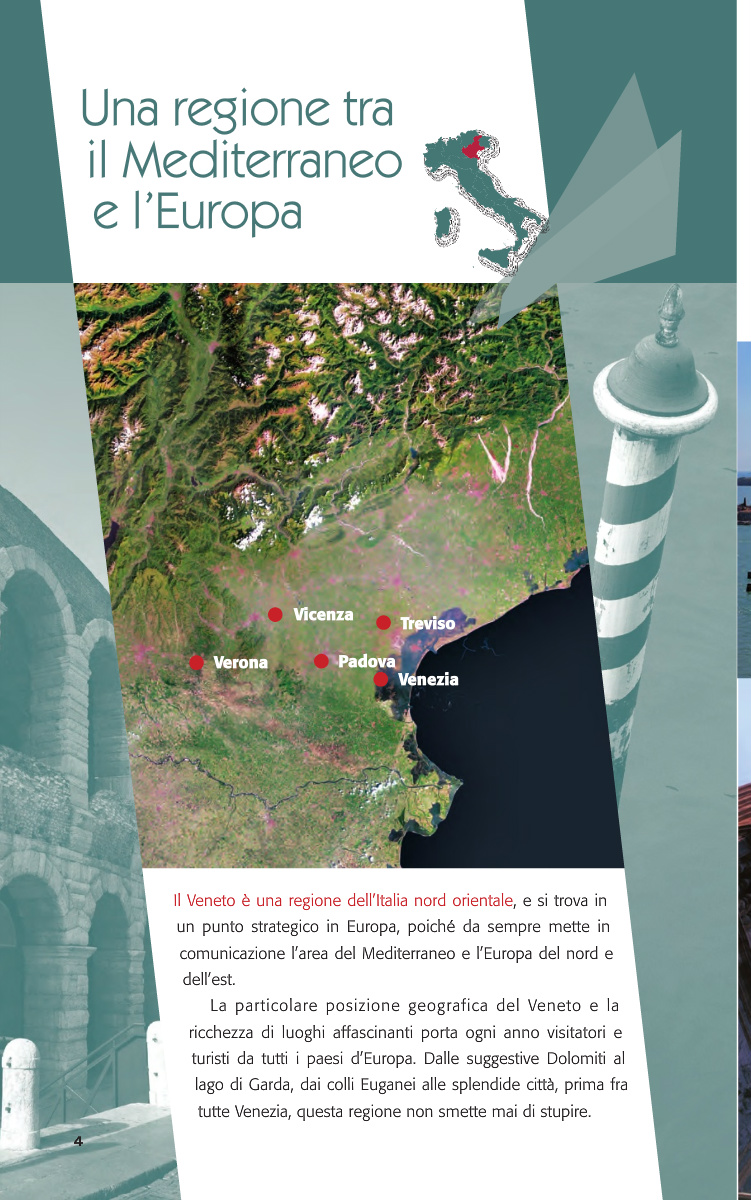 Una regione tra
il Mediterraneo
e l'Europa
Vicenza
Treviso
Verona
Padova
Venezia
Il Veneto è una regione dell'Italia nord orientale, e si trova in
un punto strategico in Europa, poiché da sempre mette in
comunicazione l'area del Mediterraneo e l'Europa del nord e
dell'est.
La particolare posizione geografica del Veneto e la
ricchezza di luoghi affascinanti porta ogni anno visitatori e
turisti da tutti i paesi d'Europa. Dalle suggestive Dolomiti al
lago di Garda, dai colli Euganei alle splendide città, prima fra
tutte Venezia, questa regione non smette mai di stupire.
4